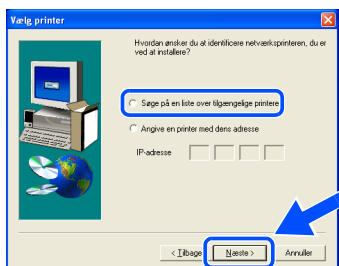 Vælg printer
Hvordan ønsker du at identificere netværksprinteren, du er
ved at installere?
Søge på en liste over tilgængelige printere
Angive en printer med dens adresse
IP-adresse
< Tilbage
Næste >
Annuller